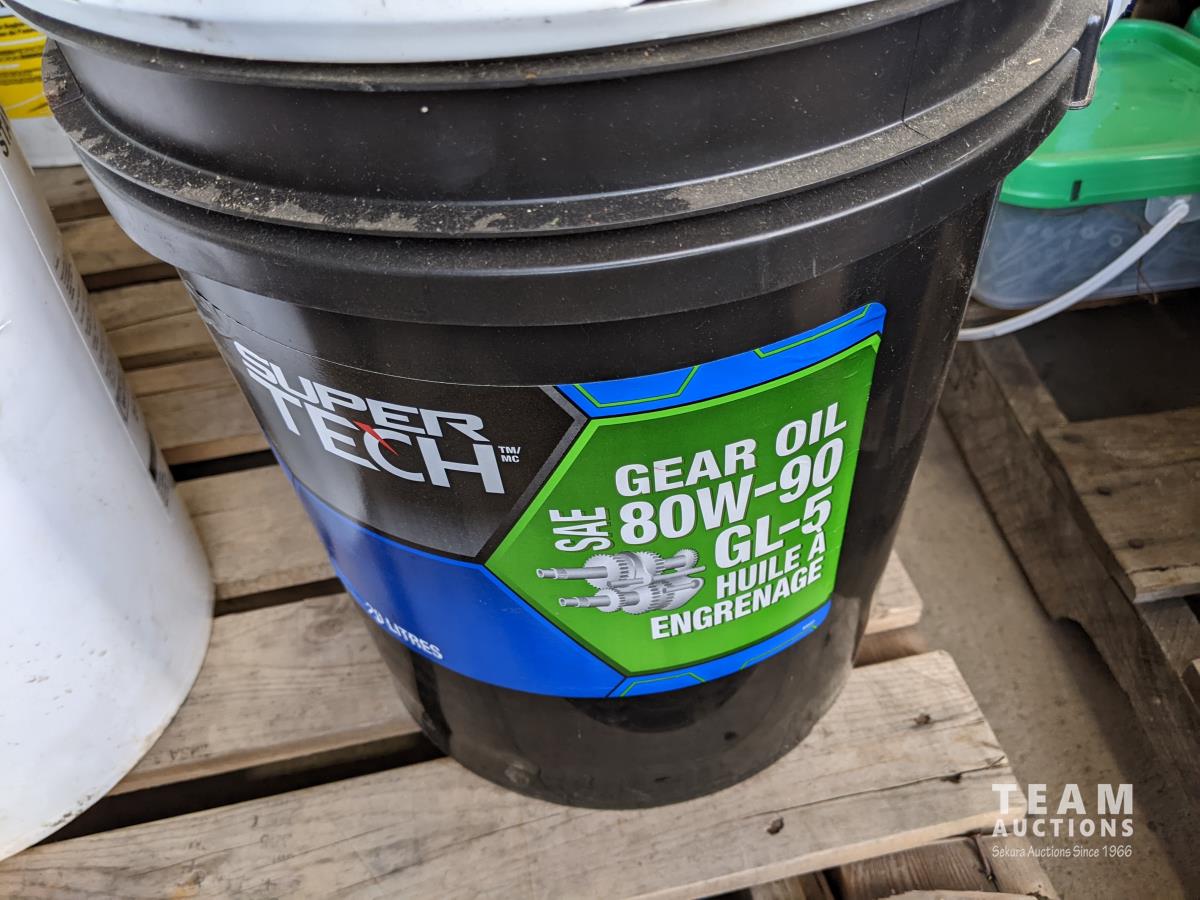 SUPER
TECH
TM/
MC
GEAR OIL
SAE 80W-90
GL-5
HUILE À
ENGRENAGE
LITRES
TEAM
AUCTIONS
Sekura Auctions Since 1966